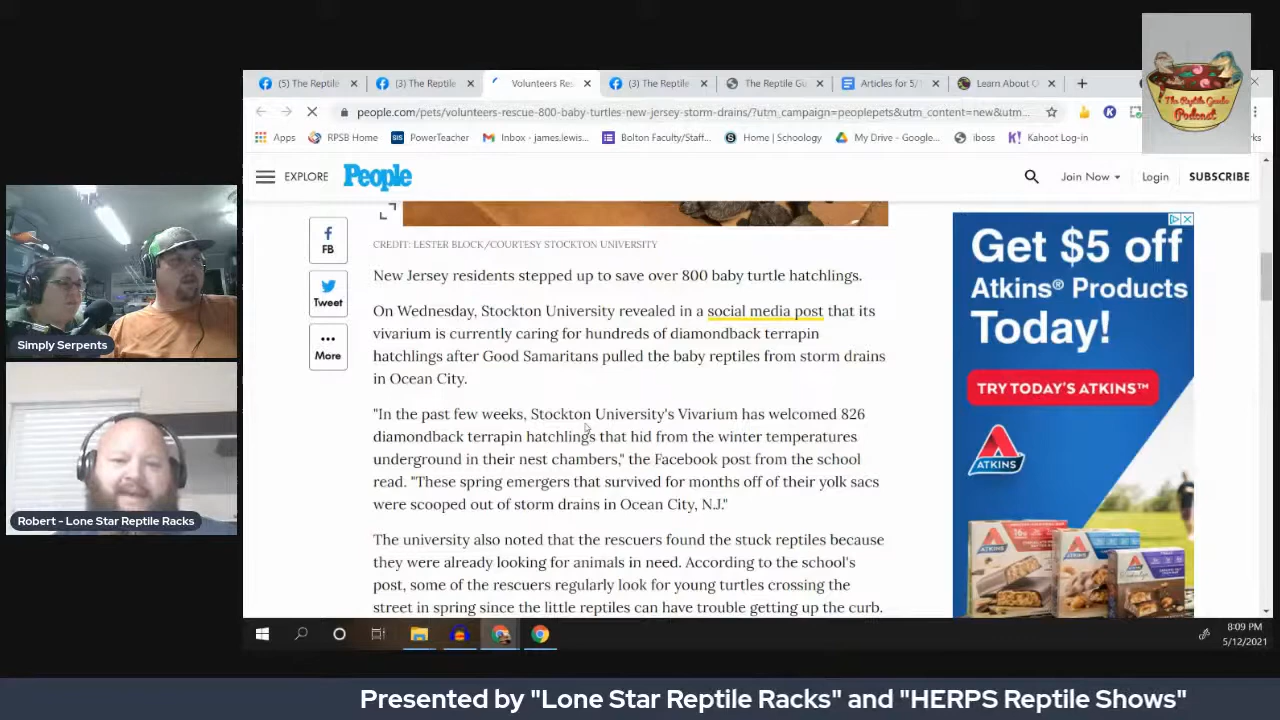 (5) The Reptile
(3) The Reptile
Volunteers Res
(3) The Reptile
The Reptile Gu
Articles for 5/1
Learn About O
people.com/pets/volunteers-rescue-800-baby-turtles-new-jersey-storm-drains/?utm_campaign=peoplepets&utm_content=new&utm...
Apps
RPSB Home
SIS
PowerTeacher
Inbox - james.lewis...
Bolton Faculty/Staff...
Home | Schoology
My Drive - Google...
iboss
Kahoot Log-in
The Reptile Gumbo
Podcast
EXPLORE
People
Join Now
Login
SUBSCRIBE
FB
Tweet
More
CREDIT: LESTER BLOCK/COURTESY STOCKTON UNIVERSITY
New Jersey residents stepped up to save over 800 baby turtle hatchlings.
On Wednesday, Stockton University revealed in a social media post that its
vivarium is currently caring for hundreds of diamondback terrapin
hatchlings after Good Samaritans pulled the baby reptiles from storm drains
in Ocean City.
"In the past few weeks, Stockton University's Vivarium has welcomed 826
diamondback terrapin hatchlings that hid from the winter temperatures
underground in their nest chambers," the Facebook post from the school
read. "These spring emergers that survived for months off of their yolk sacs
were scooped out of storm drains in Ocean City, N.J."
The university also noted that the rescuers found the stuck reptiles because
they were already looking for animals in need. According to the school's
post, some of the rescuers regularly look for young turtles crossing the
street in spring since the little reptiles can have trouble getting up the curb.
Get $5 off
Atkins® Products
Today!
TRY TODAY'S ATKINS™
ATKINS
Simply Serpents
Robert - Lone Star Reptile Racks
8:09 PM
5/12/2021
Presented by "Lone Star Reptile Racks" and "HERPS Reptile Shows"